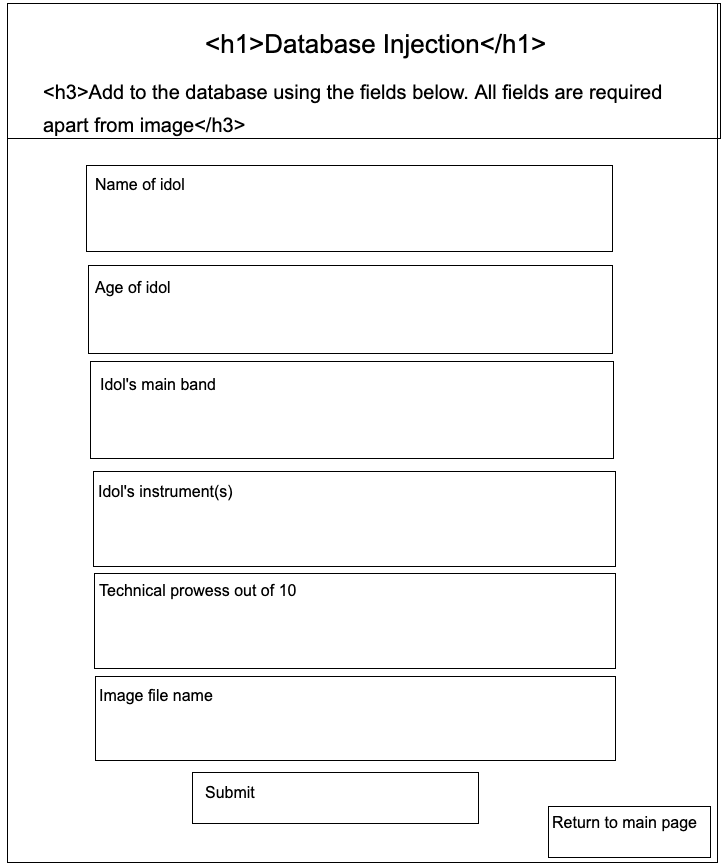 <h1>Database Injection</h1>
<h3>Add to the database using the fields below. All fields are required
apart from image</h3>
Name of idol
Age of idol
Idol's main band
Idol's instrument(s)
Technical prowess out of 10
Image file name
Submit
Return to main page